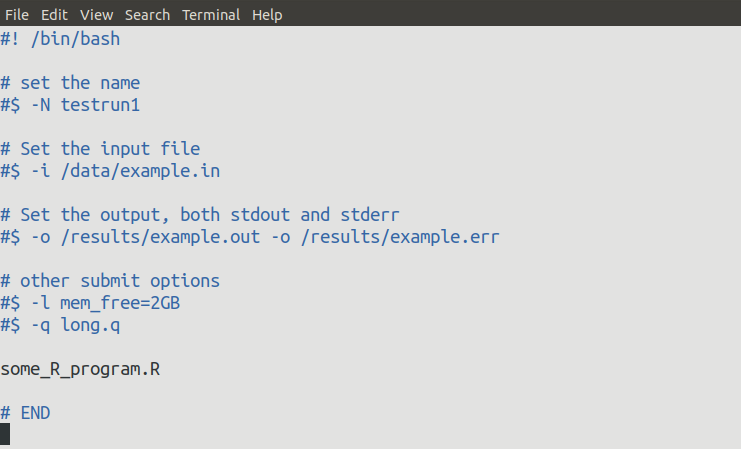 File Edit View Search Terminal Help
#! /bin/bash
# set the name
#$ -N testrun1
# Set the input file
#$ -i /data/example.in
# Set the output, both stdout and stderr
#$ -o /results/example.out -o /results/example.err
# other submit options
#$ -l mem_free=2GB
#$ -q long.q
some_R_program.R
# END